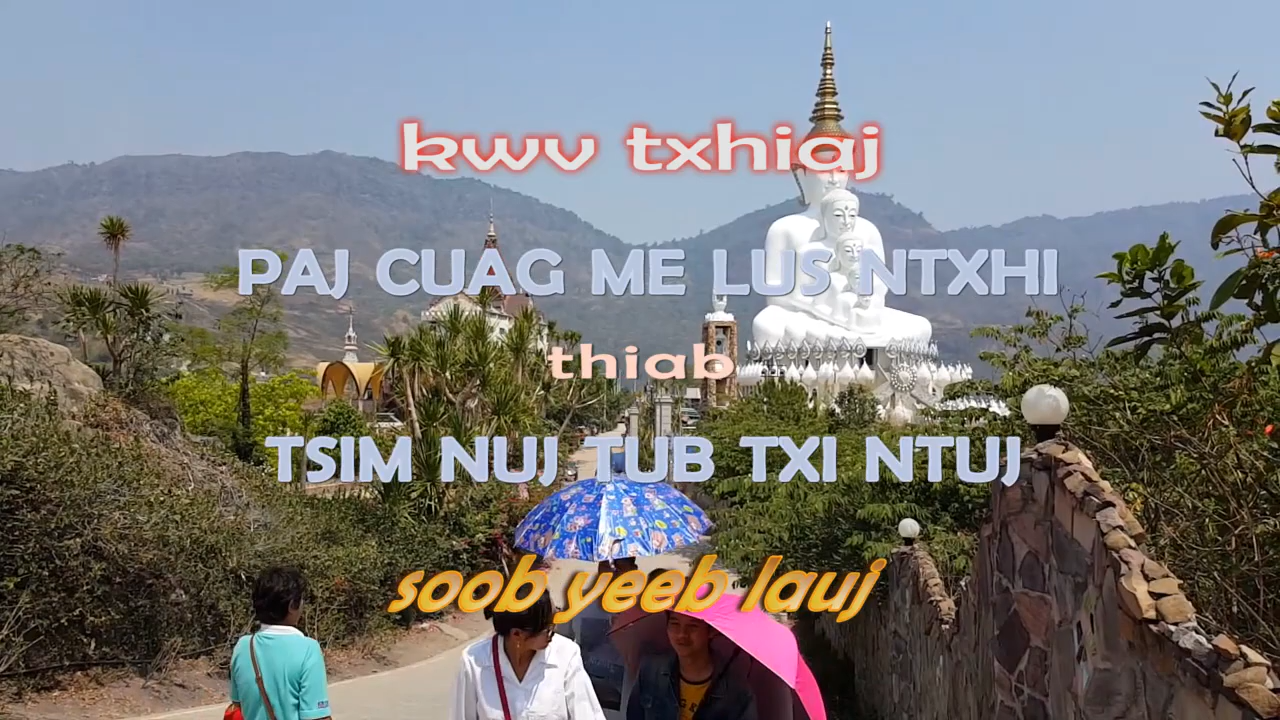 kwv txhiaj
PAJ CUAG ME LUS NTXHI
thiab
TSIM NUJ TUB TXI NTUJ
soob yeeb lauj